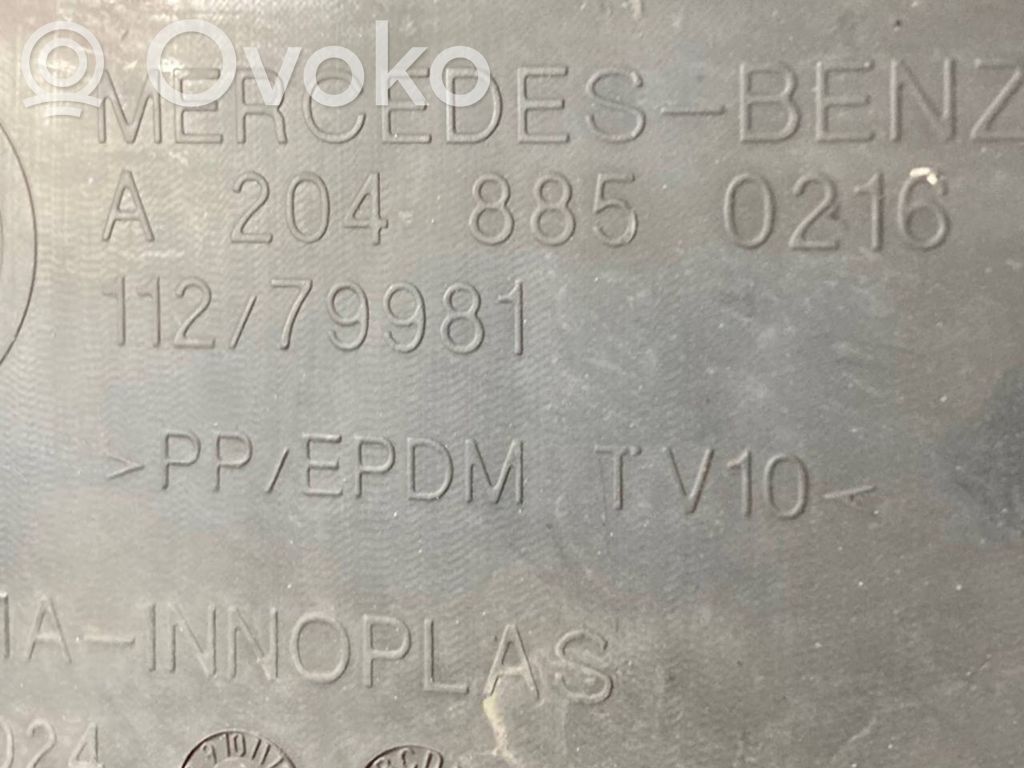 Ovoko
MERCEDES-BENZ
A 204 885 0216
112/79981
>PP/EPDM TV10<
-INNOPLAS